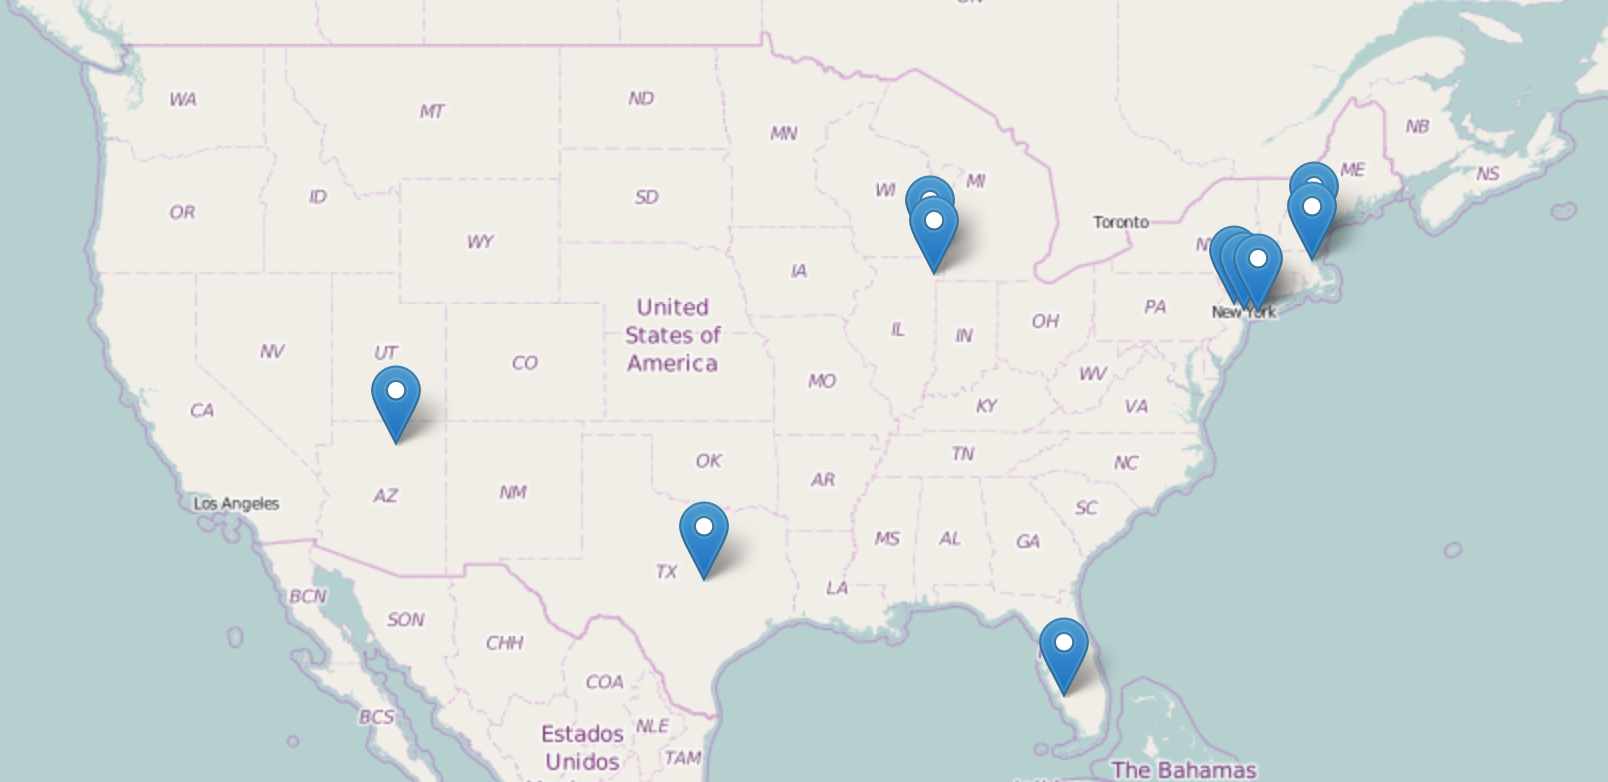 WA
MT
ND
MN
NB
ME
NS
OR
ID
SD
WI
MI
Toronto
WY
IA
United
States of
America
NV
UT
CO
IL
IN
OH
PA
New York
CA
MO
KY
WV
VA
Los Angeles
AZ
NM
OK
AR
TN
NC
SC
MS
AL
GA
TX
LA
BCN
SON
CHH
COA
BCS
NLE
TAM
Estados
Unidos
The Bahamas